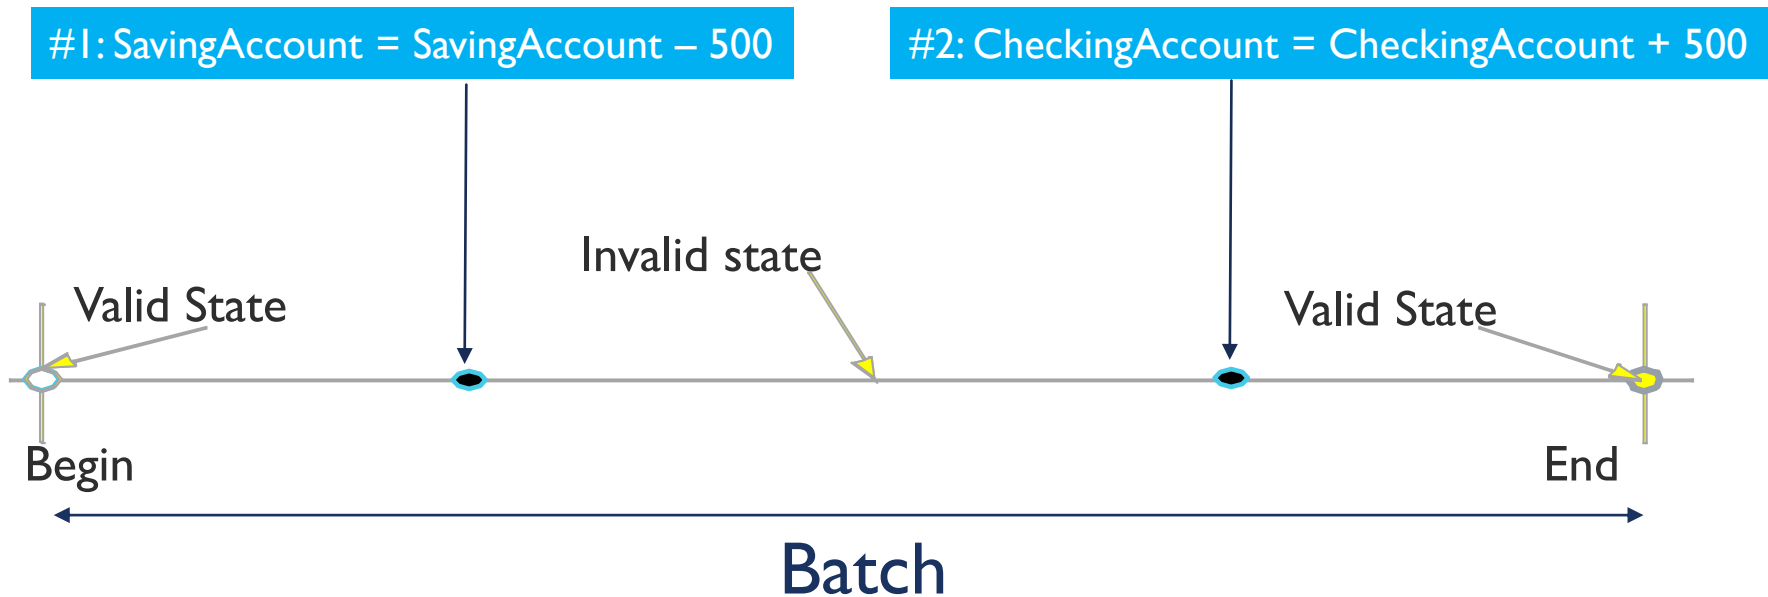 #1: SavingAccount = SavingAccount – 500
#2: CheckingAccount = CheckingAccount + 500
Invalid state
Valid State
Valid State
Begin
End
Batch